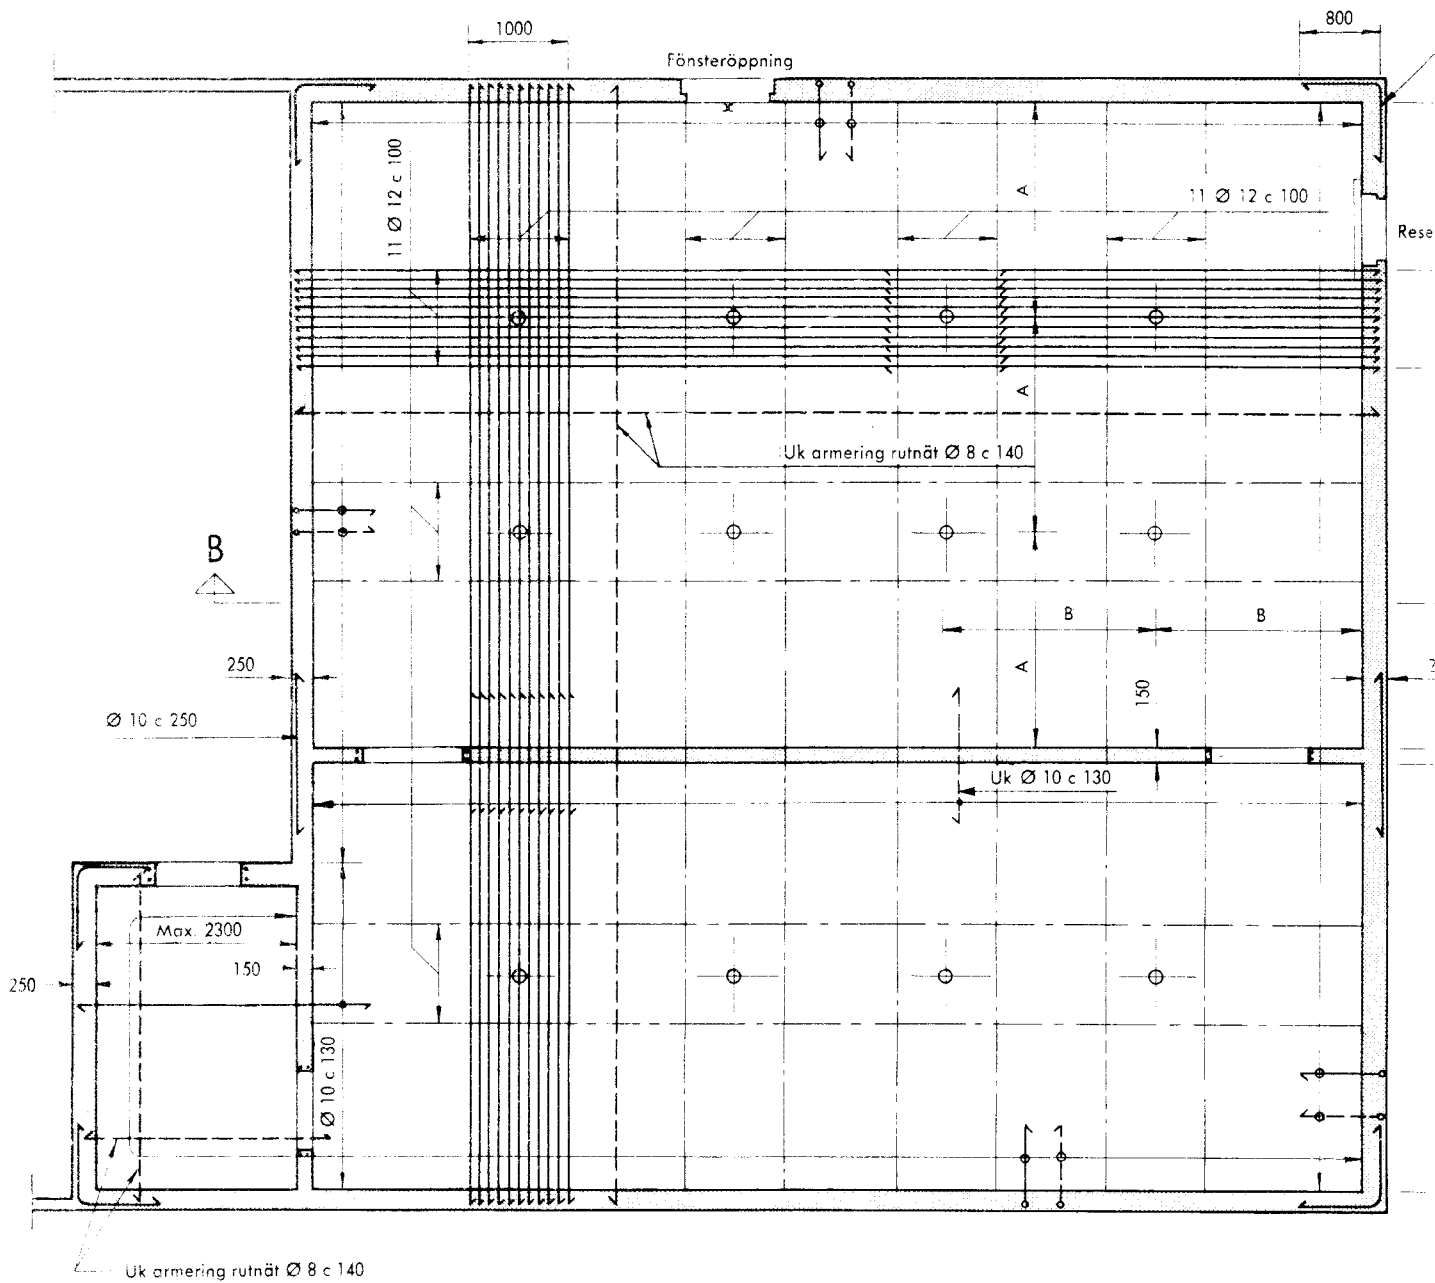 1000
800
Fönsteröppning
11 Ø 12 c 100
A
11 Ø 12 c 100
Rese
A
Uk armering rutnät Ø 8 c 140
B
B
B
250
A
150
Ø 10 c 250
Uk Ø 10 c 130
Max. 2300
150
250
Ø 10 c 130
Uk armering rutnät Ø 8 c 140